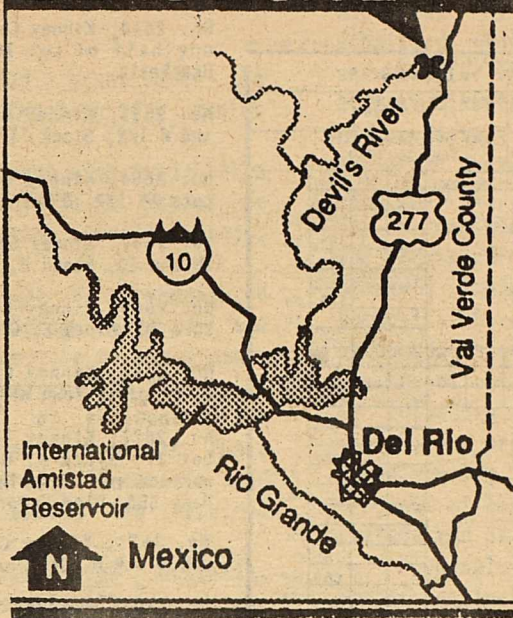 Devil's River
277
Val Verde County
10
International
Amistad
Reservoir
Del Rio
Rio Grande
Mexico
N